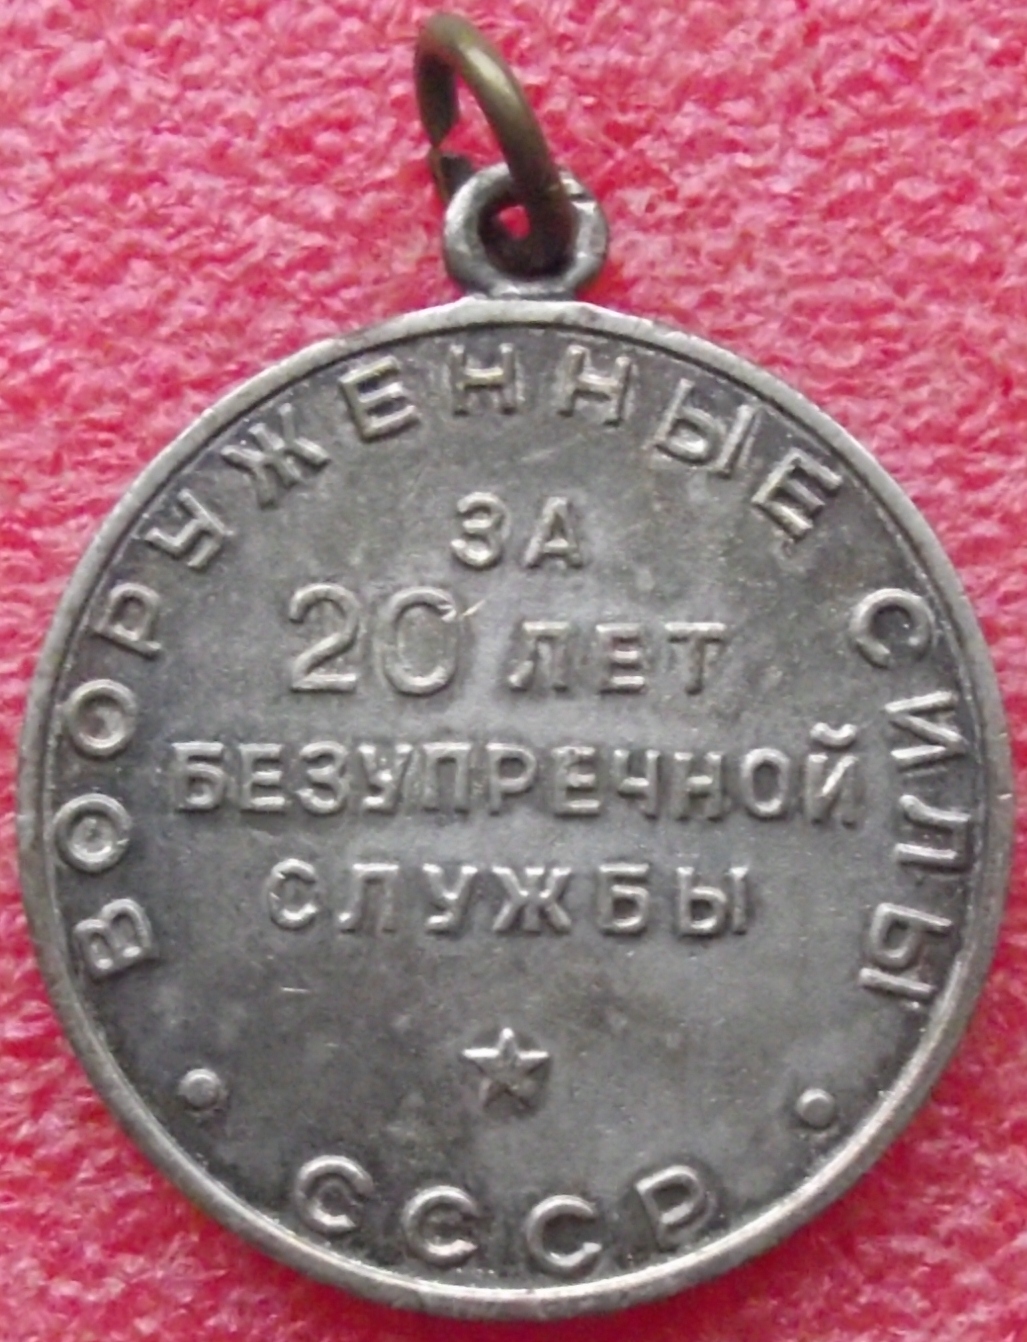 ВООРУЖЕННЫЕ СИЛЫ
ЗА
20 ЛЕТ
БЕЗУПРЕЧНОЙ
СЛУЖБЫ
СССР